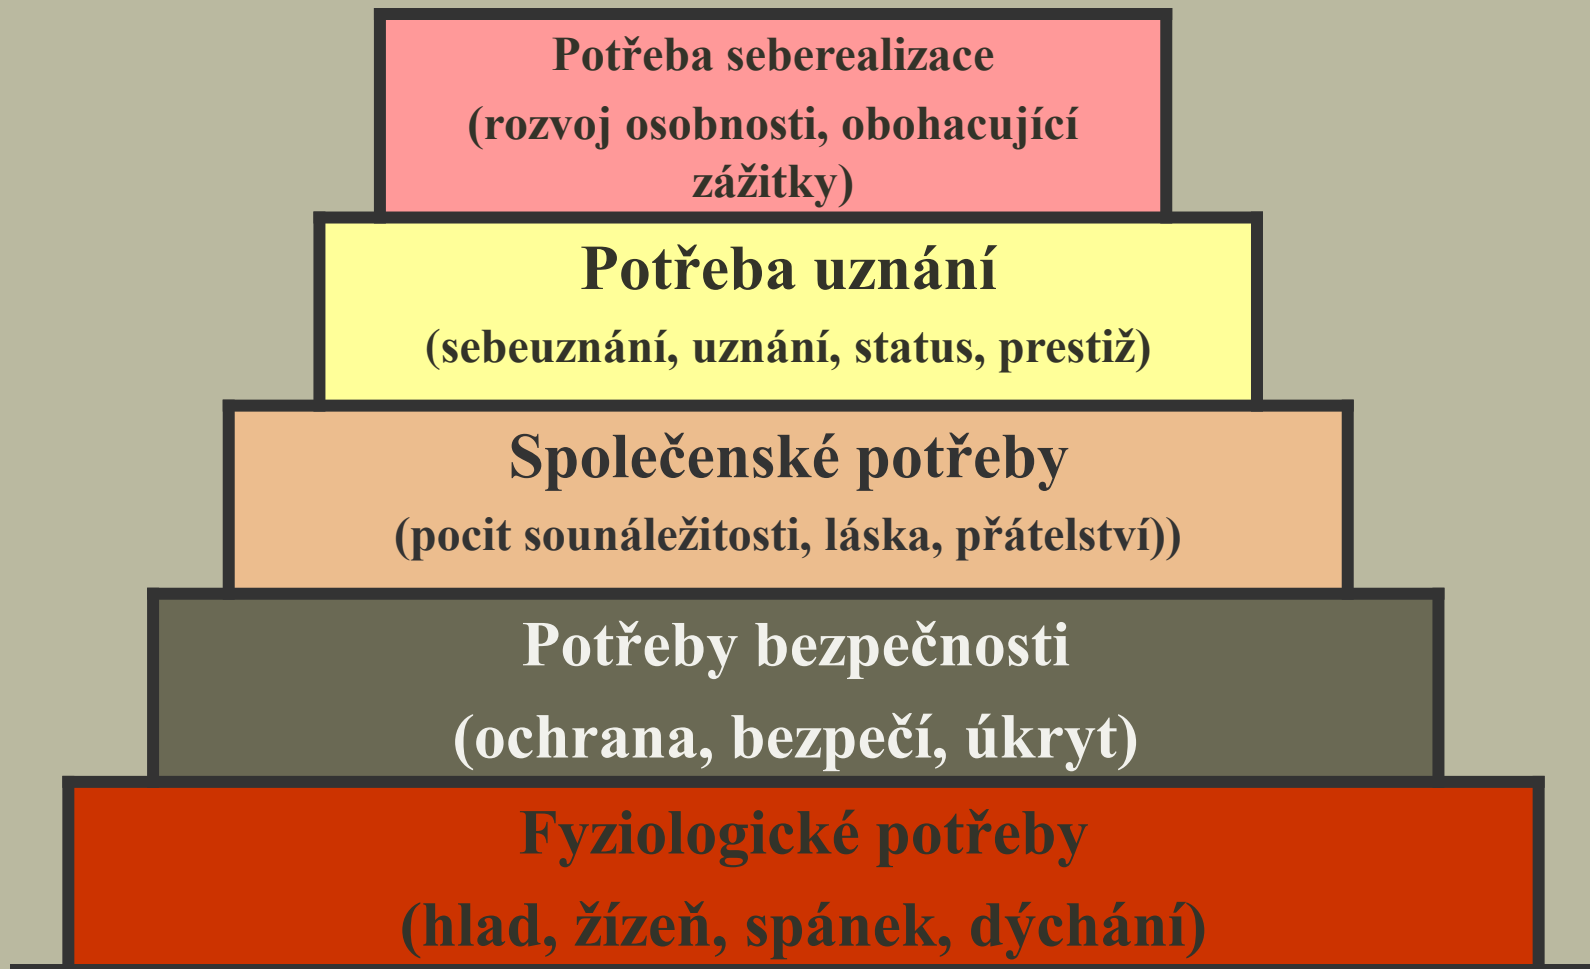 Potřeba seberealizace
(rozvoj osobnosti, obohacující
zážitky)
Potřeba uznání
(sebeuznání, uznání, status, prestiž)
Společenské potřeby
(pocit sounáležitosti, láska, přátelství))
Potřeby bezpečnosti
(ochrana, bezpečí, úkryt)
Fyziologické potřeby
(hlad, žízeň, spánek, dýchání)